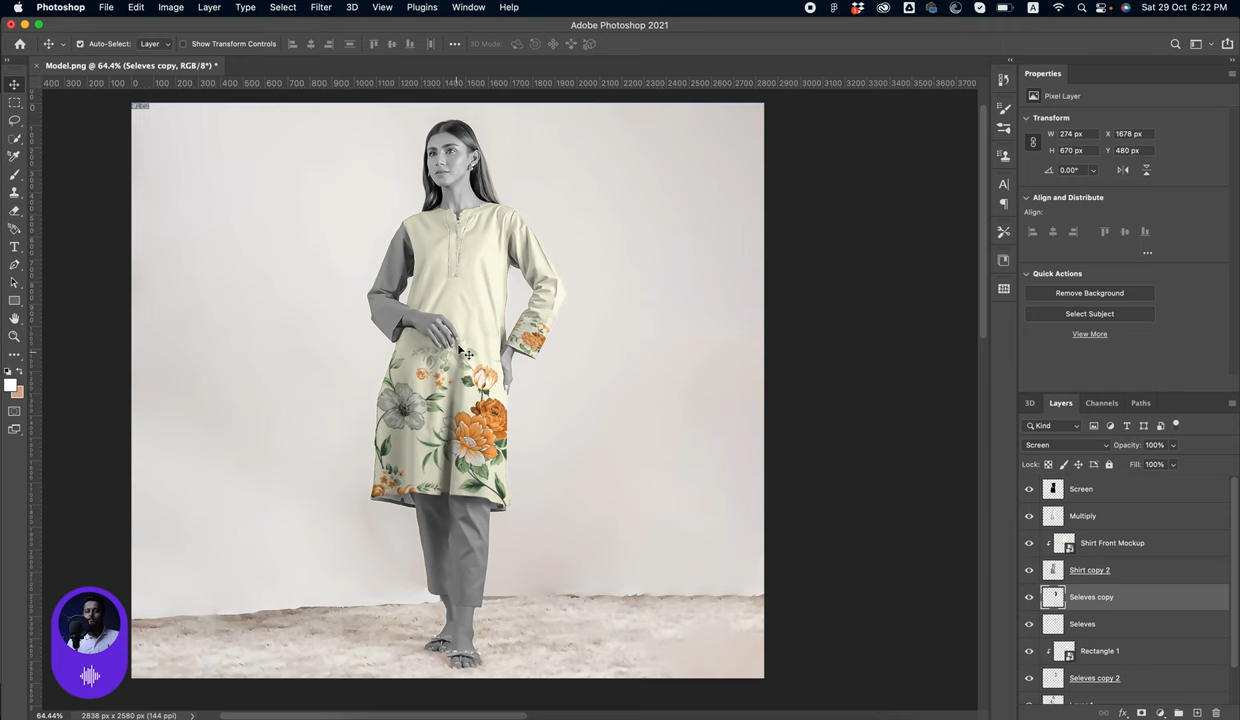 Photoshop File Edit Image Layer Type Select Filter 3D View Plugins Window Help
A Sat 29 Oct 6:22 PM
Adobe Photoshop 2021
Auto-Select: Layer Show Transform Controls 3D Mode:
Model.png @ 64.4% (Seleves copy, RGB/8*) *
400 300 200 100 0 100 200 300 400 500 600 700 800 900 1000 1100 1200 1300 1400 1500 1600 1700 1800 1900 2000 2100 2200 2300 2400 2500 2600 2700 2800 2900 3000 3100 3200 3300 3400 3500 3600 3700
Properties
Pixel Layer
Transform
W 274 px X 1678 px
H 670 px Y 480 px
0.00°
Align and Distribute
Align:
Quick Actions
Remove Background
Select Subject
View More
3D Layers Channels Paths
Kind
Screen Opacity: 100%
Lock: Fill: 100%
Screen
Multiply
Shirt Front Mockup
Shirt copy 2
Seleves copy
Seleves
Rectangle 1
Seleves copy 2
64.44% 2838 px x 2580 px (144 ppi)